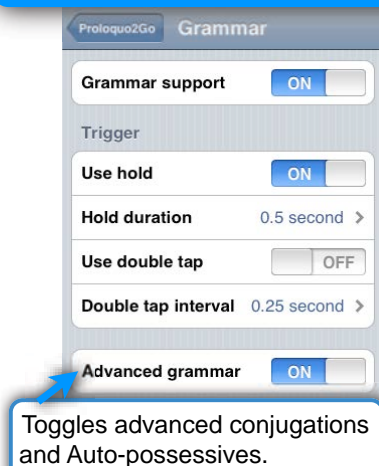 Proloquo2Go Grammar
Grammar support ON
Trigger
Use hold ON
Hold duration 0.5 second >
Use double tap OFF
Double tap interval 0.25 second >
Advanced grammar ON
Toggles advanced conjugations
and Auto-possessives.